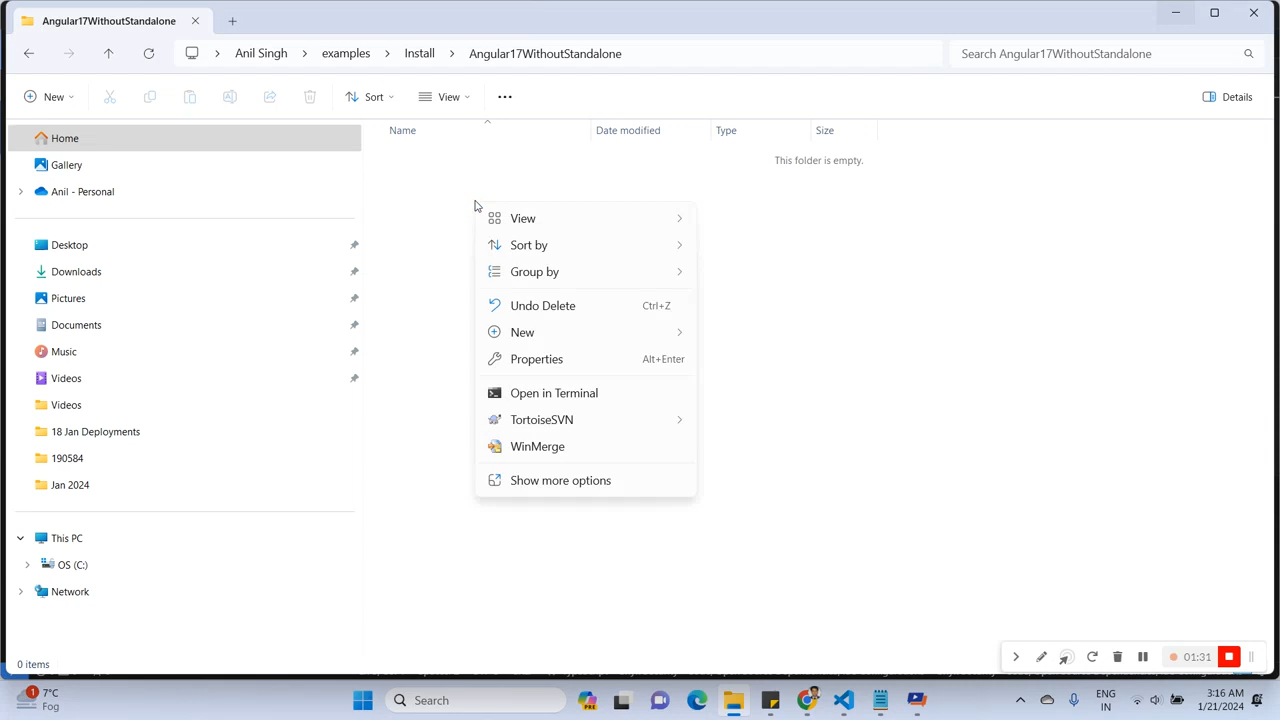 Angular17WithoutStandalone
Anil Singh > examples > Install > Angular17WithoutStandalone
Search Angular17WithoutStandalone
New
Sort
View
Details
Home
Gallery
Anil - Personal
Desktop
Downloads
Pictures
Documents
Music
Videos
Videos
18 Jan Deployments
190584
Jan 2024
This PC
OS (C:)
Network
0 items
Name
Date modified
Type
Size
This folder is empty.
View
Sort by
Group by
Undo Delete Ctrl+Z
New
Properties Alt+Enter
Open in Terminal
TortoiseSVN
WinMerge
Show more options
01:31
1
7°C
Fog
Search
PRE
ENG
IN
3:16 AM
1/21/2024